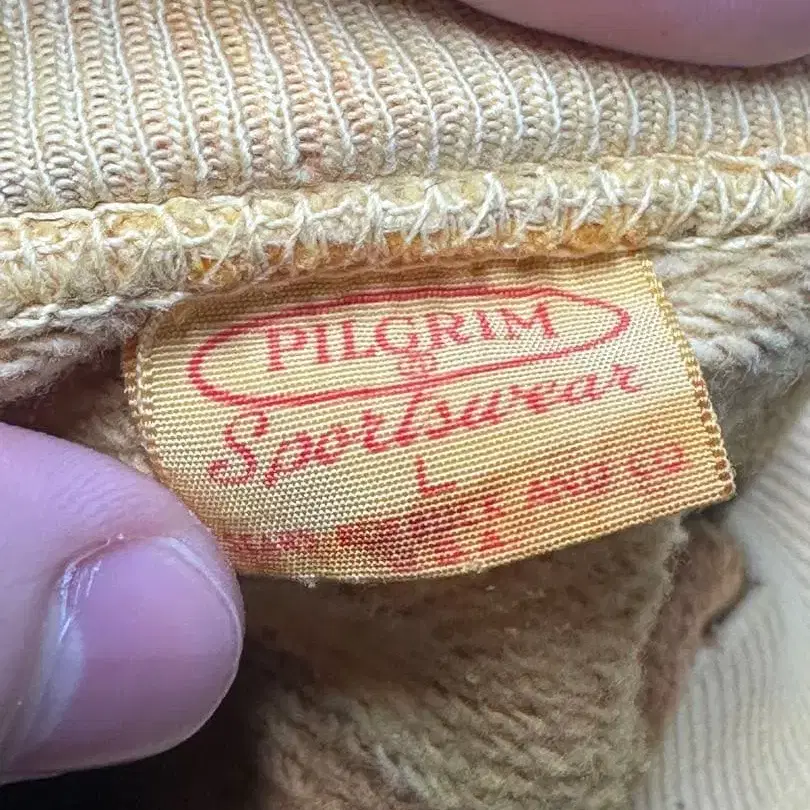 PILGRIM
®
Sportswear
L
AND CO